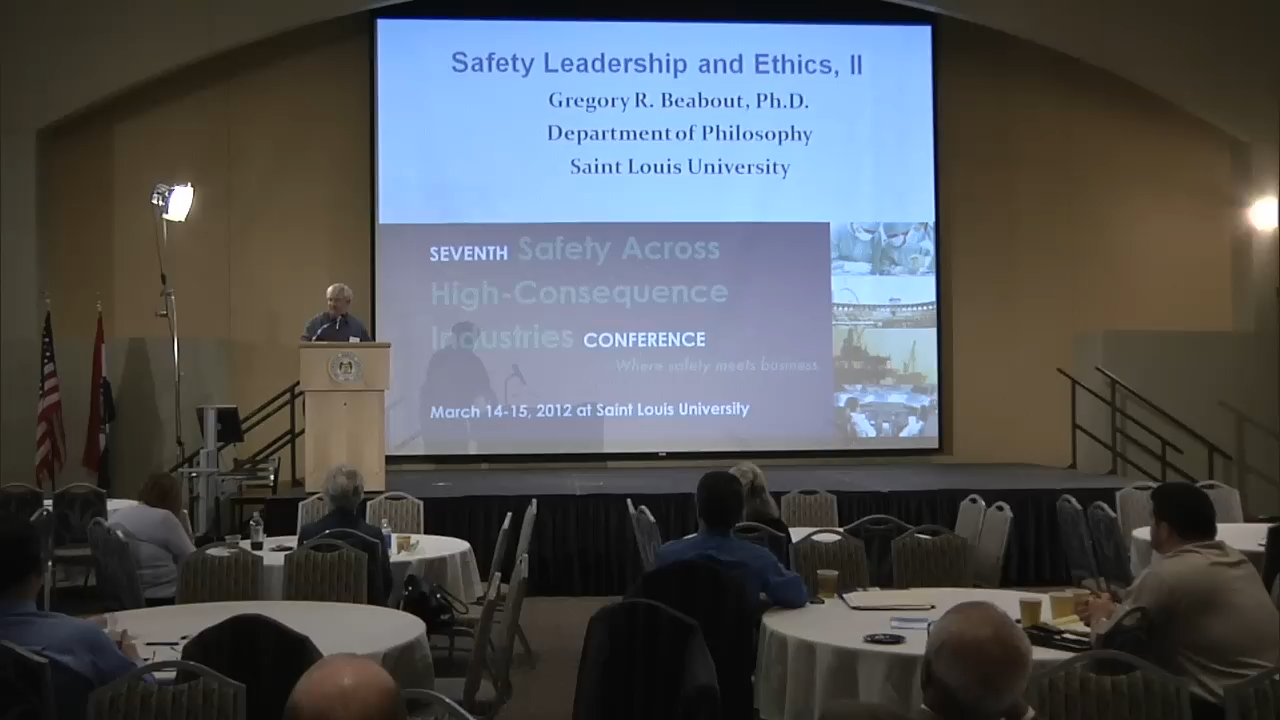 Safety Leadership and Ethics, II
Gregory R. Beabout, Ph.D.
Department of Philosophy
Saint Louis University
SEVENTH Safety Across
High-Consequence
Industries CONFERENCE
Where safety meets business.
March 14-15, 2012 at Saint Louis University